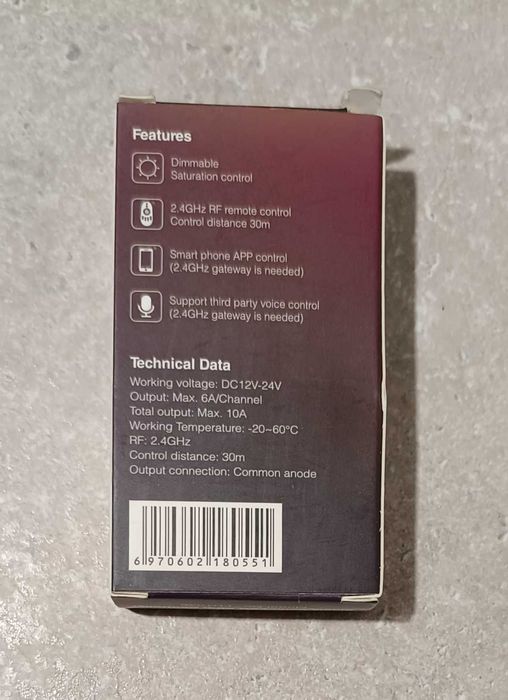 Features
Dimmable
Saturation control
2.4GHz RF remote control
Control distance 30m
Smart phone APP control
(2.4GHz gateway is needed)
Support third party voice control
(2.4GHz gateway is needed)
Technical Data
Working voltage: DC12V-24V
Output: Max. 6A/Channel
Total output: Max. 10A
Working Temperature: -20~60°C
RF: 2.4GHz
Control distance: 30m
Output connection: Common anode
6 970602 180551